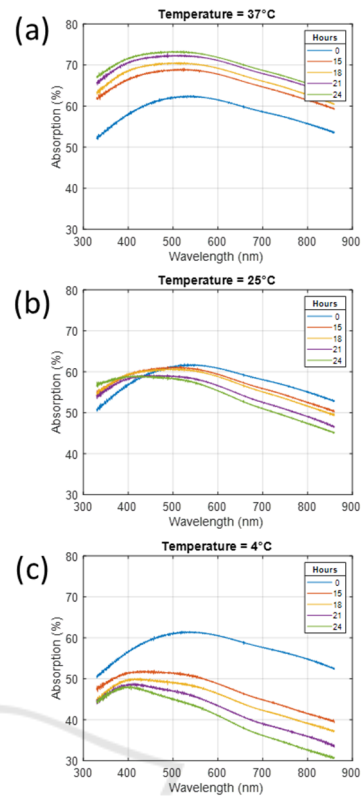 (a)
Temperature = 37°C
Absorption (%)
80
70
60
50
40
30
Hours
0
15
18
21
24
300 400 500 600 700 800 900
Wavelength (nm)
(b)
Temperature = 25°C
Absorption (%)
80
70
60
50
40
30
Hours
0
15
18
21
24
300 400 500 600 700 800 900
Wavelength (nm)
(c)
Temperature = 4°C
Absorption (%)
80
70
60
50
40
30
Hours
0
15
18
21
24
300 400 500 600 700 800 900
Wavelength (nm)